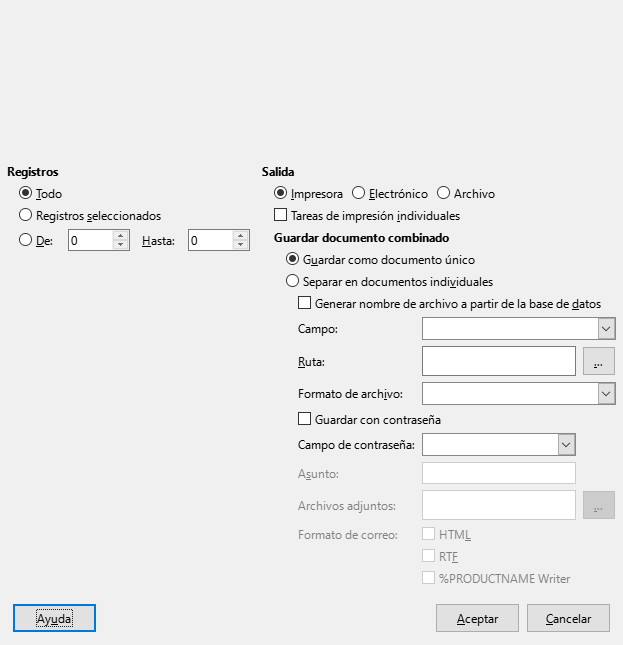 Registros
Todo
Registros seleccionados
De: 0 Hasta: 0
Salida
Impresora Electrónico Archivo
Tareas de impresión individuales
Guardar documento combinado
Guardar como documento único
Separar en documentos individuales
Generar nombre de archivo a partir de la base de datos
Campo:
Ruta: ...
Formato de archivo:
Guardar con contraseña
Campo de contraseña:
Asunto:
Archivos adjuntos: ...
Formato de correo: HTML
RTF
%PRODUCTNAME Writer
Ayuda Aceptar Cancelar